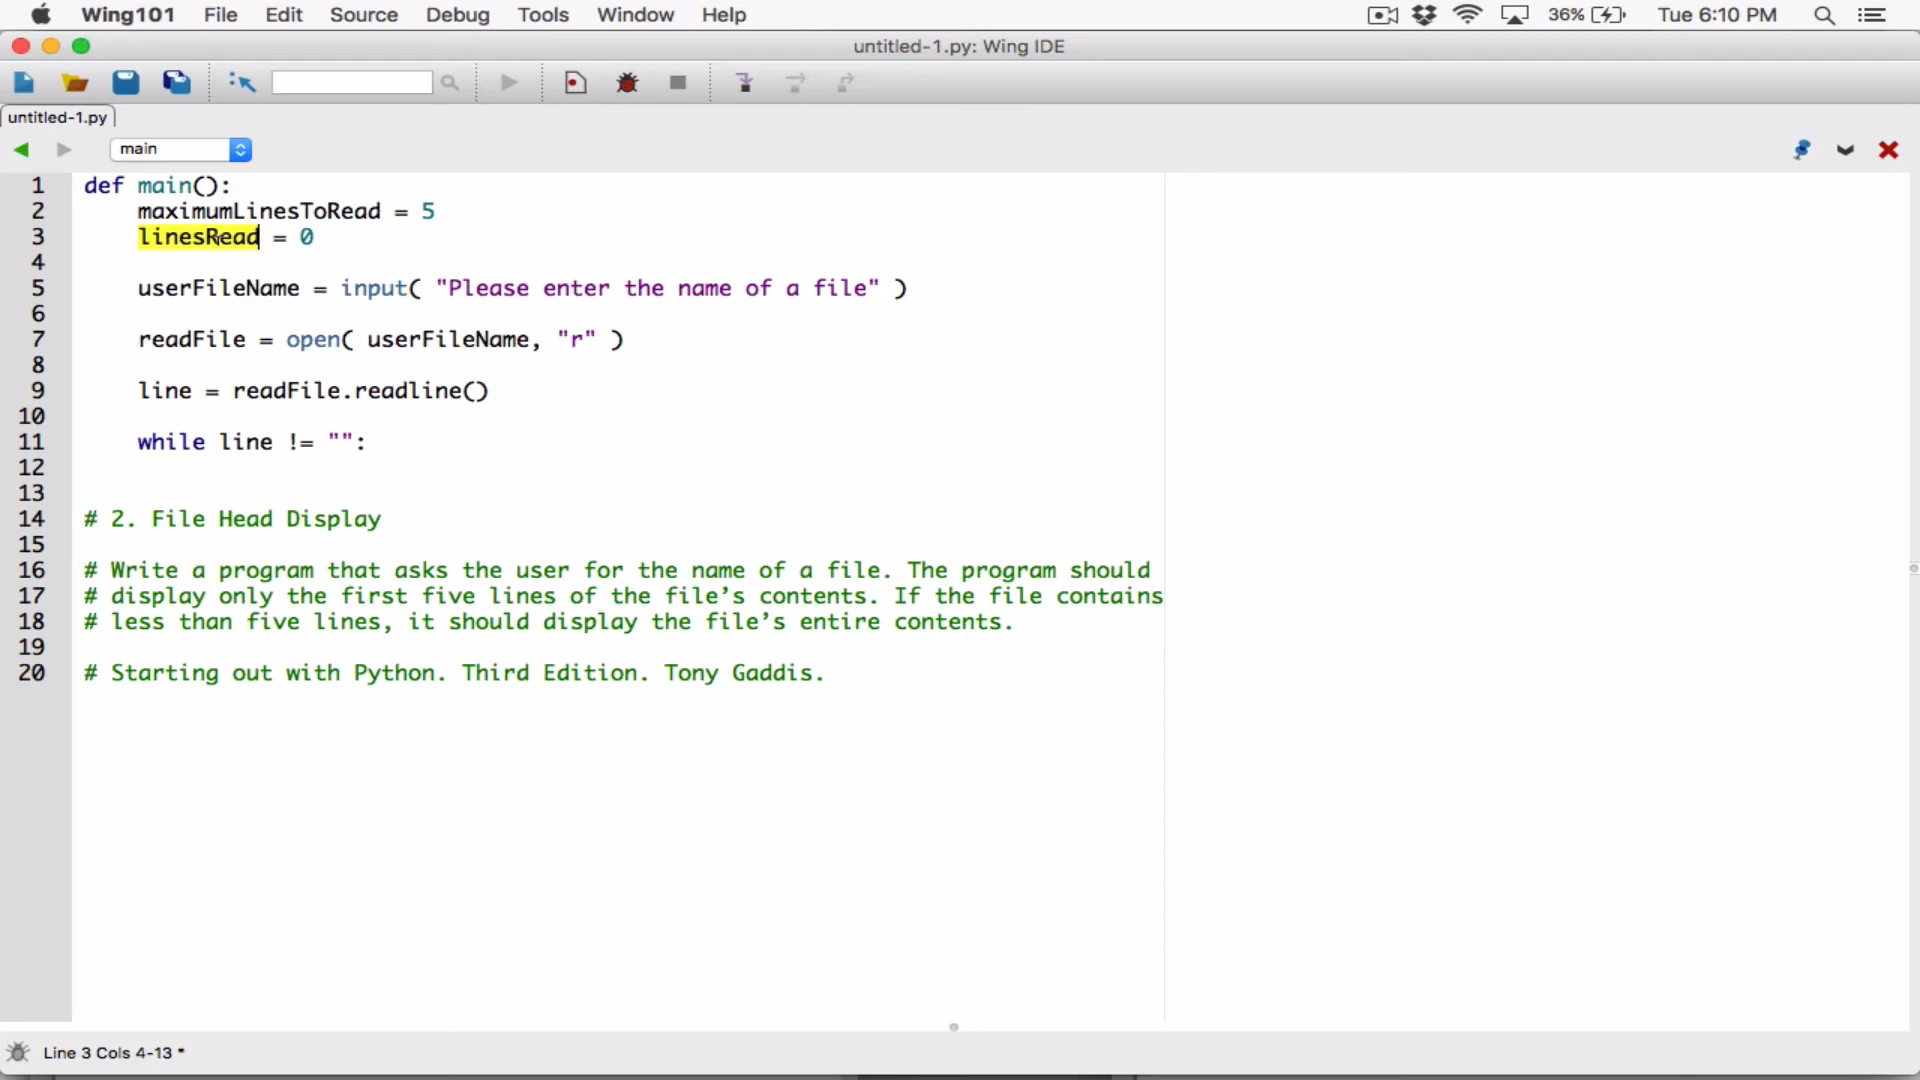 Wing101 File Edit Source Debug Tools Window Help 36% Tue 6:10 PM
untitled-1.py: Wing IDE
untitled-1.py
main
1 def main():
2 maximumLinesToRead = 5
3 linesRead = 0
4
5 userFileName = input( "Please enter the name of a file" )
6
7 readFile = open( userFileName, "r" )
8
9 line = readFile.readline()
10
11 while line != "":
12
13
14 # 2. File Head Display
15
16 # Write a program that asks the user for the name of a file. The program should
17 # display only the first five lines of the file’s contents. If the file contains
18 # less than five lines, it should display the file’s entire contents.
19
20 # Starting out with Python. Third Edition. Tony Gaddis.
Line 3 Cols 4-13 *